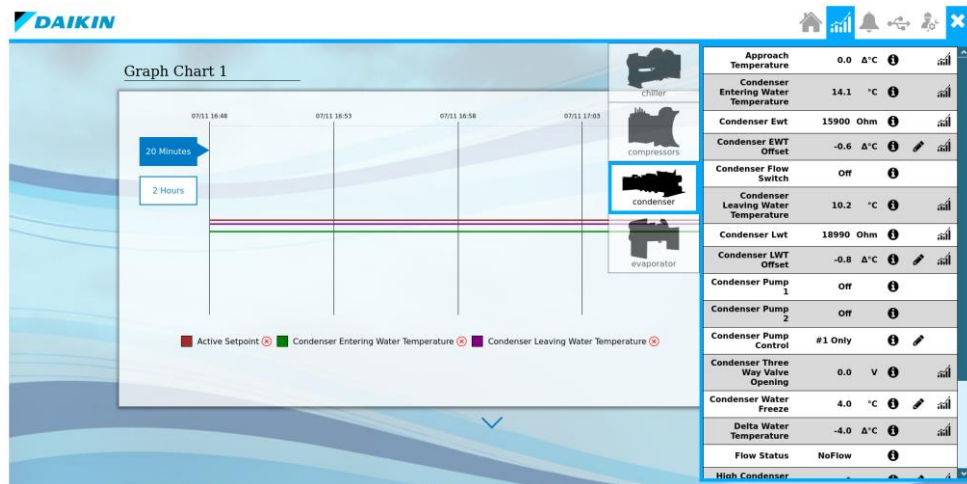 DAIKIN
Graph Chart 1
07/11 16:48 07/11 16:53 07/11 16:58 07/11 17:03
20 Minutes
2 Hours
Active Setpoint Condenser Entering Water Temperature Condenser Leaving Water Temperature
chiller
compressors
condenser
evaporator
Approach
Temperature 0.0 Δ°C
Condenser
Entering Water
Temperature 14.1 °C
Condenser Ewt 15900 Ohm
Condenser EWT
Offset -0.6 Δ°C
Condenser Flow
Switch Off
Condenser
Leaving Water
Temperature 10.2 °C
Condenser Lwt 18990 Ohm
Condenser LWT
Offset -0.8 Δ°C
Condenser Pump
1 Off
Condenser Pump
2 Off
Condenser Pump
Control #1 Only
Condenser Three
Way Valve
Opening 0.0 V
Condenser Water
Freeze 4.0 °C
Delta Water
Temperature -4.0 Δ°C
Flow Status NoFlow
High Condenser